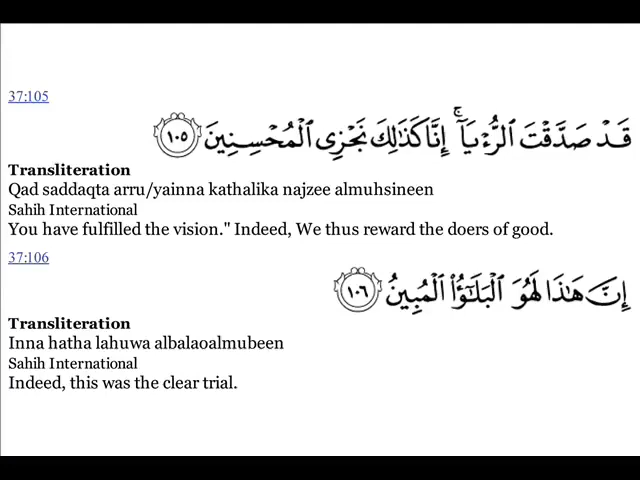 37:105
قَدْ صَدَّقْتَ ٱلرُّءْيَآ ۚ إِنَّا كَذَٰلِكَ نَجْزِى ٱلْمُحْسِنِينَ ١٠٥
Transliteration
Qad saddaqta arru/yainna kathalika najzee almuhsineen
Sahih International
You have fulfilled the vision." Indeed, We thus reward the doers of good.
37:106
إِنَّ هَٰذَا لَهُوَ ٱلْبَلَٰٓؤُا۟ ٱلْمُبِينُ ١٠٦
Transliteration
Inna hatha lahuwa albalaoalmubeen
Sahih International
Indeed, this was the clear trial.